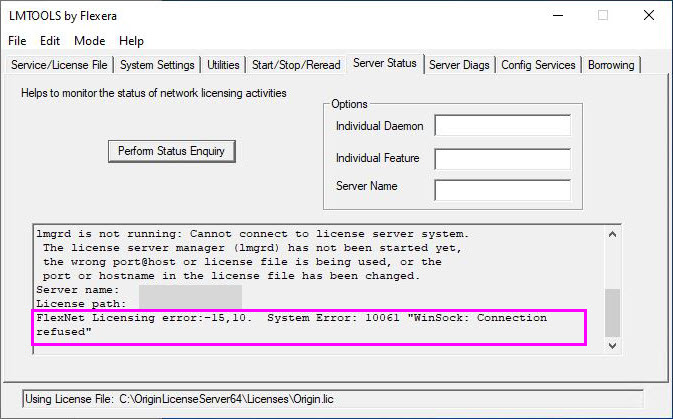 LMTOOLS by Flexera
File Edit Mode Help
Service/License File System Settings Utilities Start/Stop/Reread Server Status Server Diags Config Services Borrowing
Helps to monitor the status of network licensing activities
Options
Individual Daemon
Perform Status Enquiry
Individual Feature
Server Name
lmgrd is not running: Cannot connect to license server system.
The license server manager (lmgrd) has not been started yet,
the wrong port@host or license file is being used, or the
port or hostname in the license file has been changed.
Server name:
License path:
FlexNet Licensing error:-15,10. System Error: 10061 "WinSock: Connection
refused"
Using License File: C:\OriginLicenseServer64\Licenses\Origin.lic